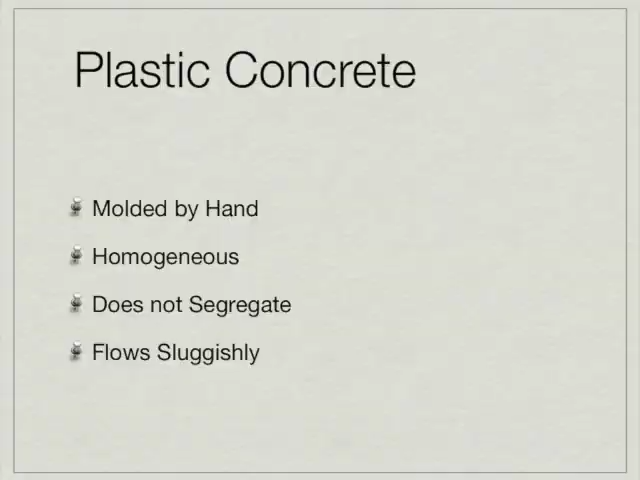 Plastic Concrete
Molded by Hand
Homogeneous
Does not Segregate
Flows Sluggishly